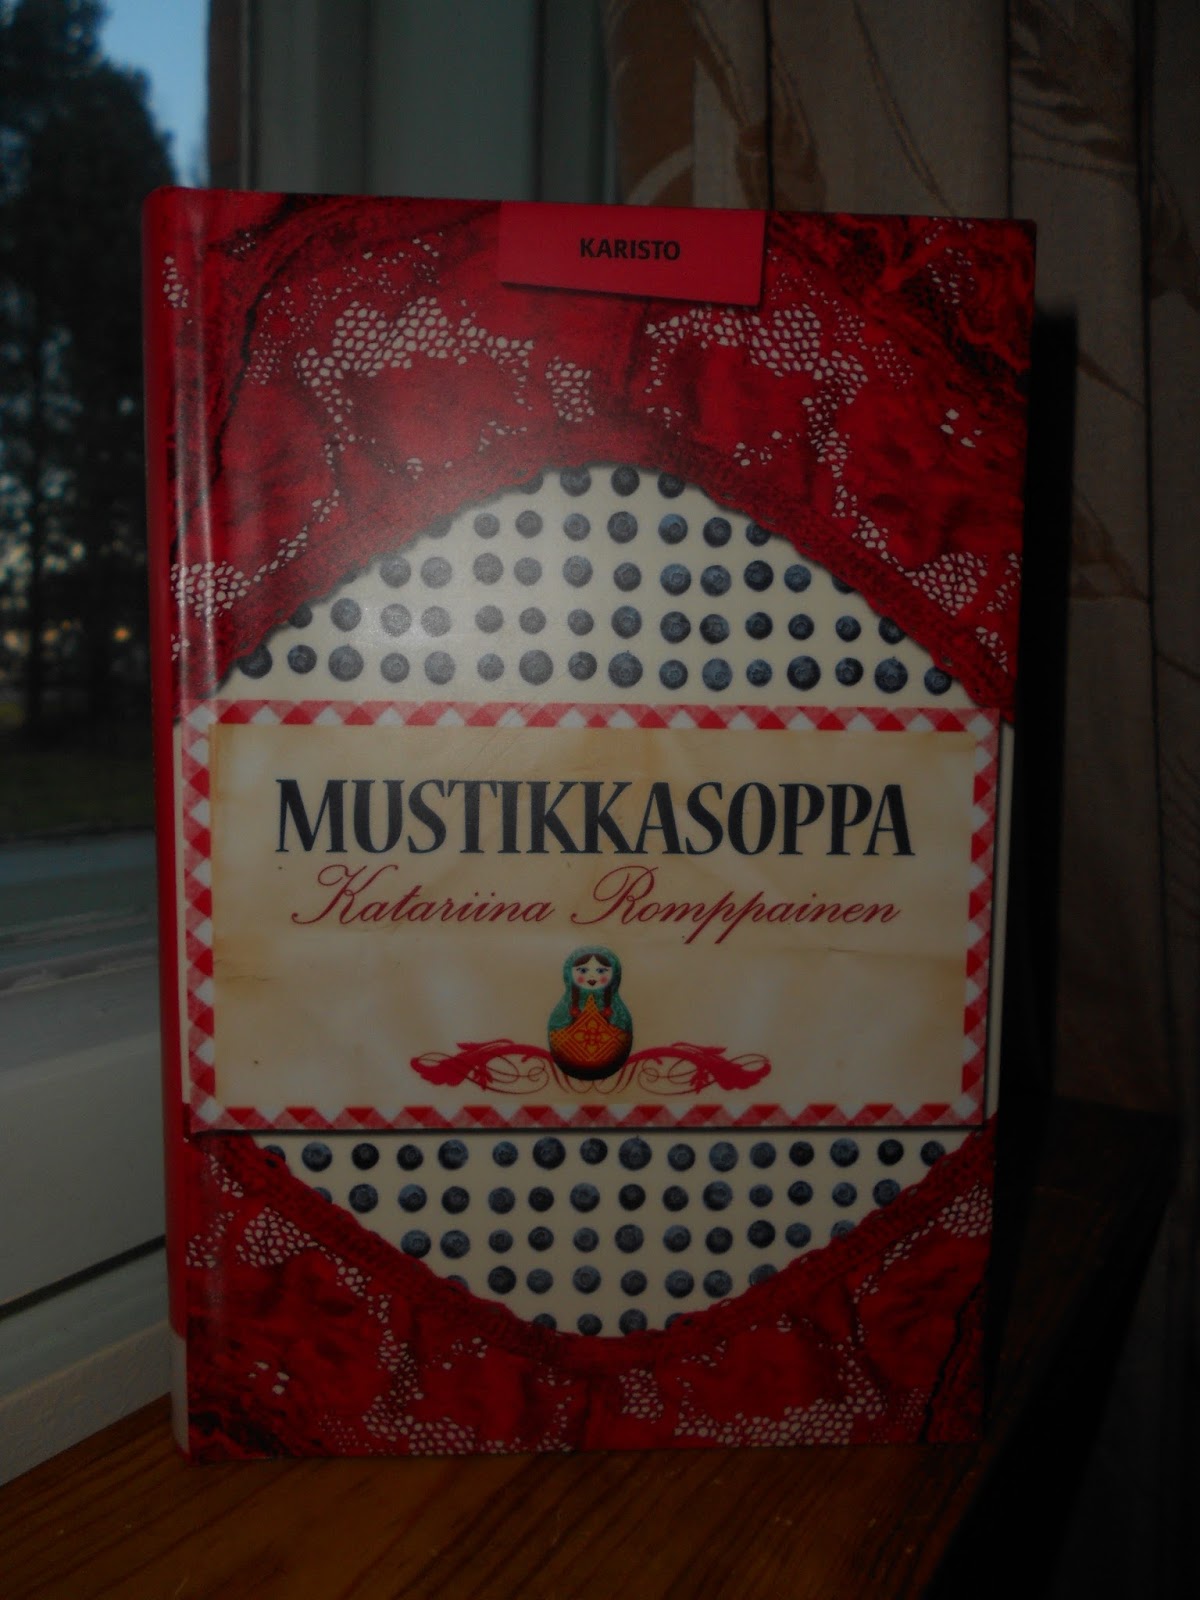 KARISTO
MUSTIKKASOPPA
Katariina Romppainen